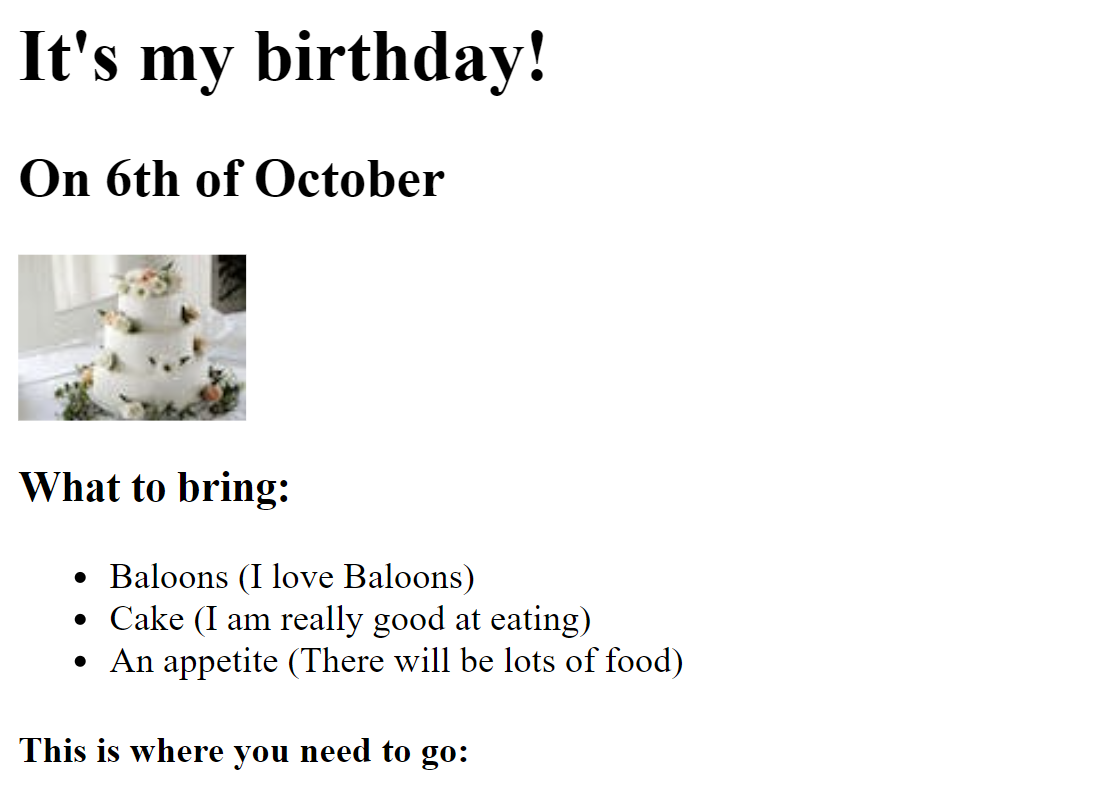 It's my birthday!
On 6th of October
What to bring:
Baloons (I love Baloons)
Cake (I am really good at eating)
An appetite (There will be lots of food)
This is where you need to go: